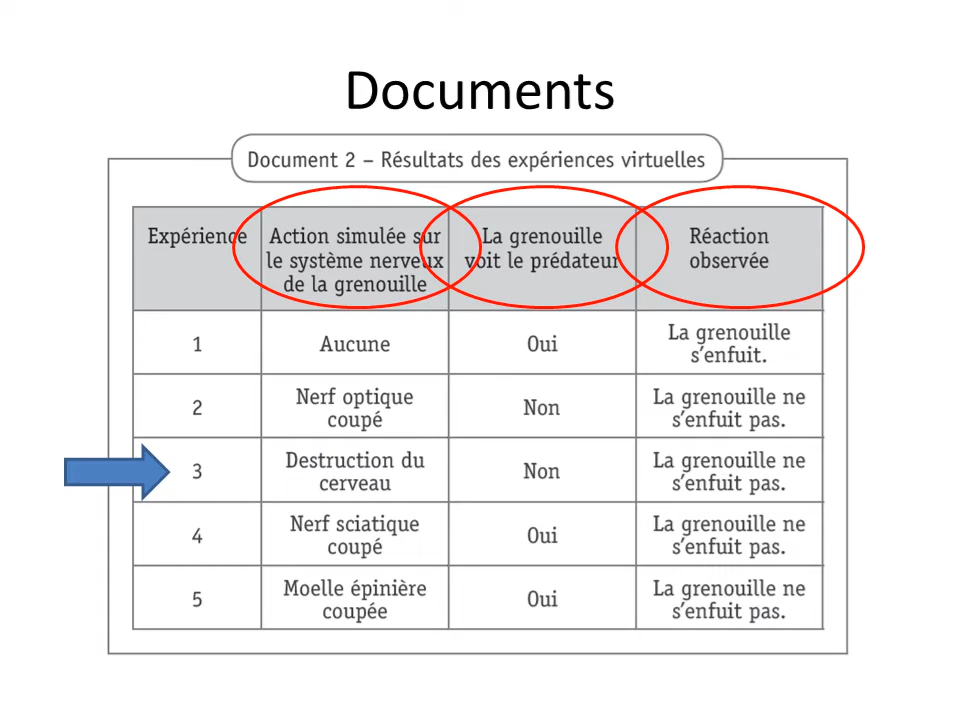 Documents
Document 2 – Résultats des expériences virtuelles
Expérience
Action simulée sur
le système nerveux
de la grenouille
La grenouille
voit le prédateur
Réaction
observée
1
Aucune
Oui
La grenouille
s'enfuit.
2
Nerf optique
coupé
Non
La grenouille ne
s'enfuit pas.
3
Destruction du
cerveau
Non
La grenouille ne
s'enfuit pas.
4
Nerf sciatique
coupé
Oui
La grenouille ne
s'enfuit pas.
5
Moelle épinière
coupée
Oui
La grenouille ne
s'enfuit pas.